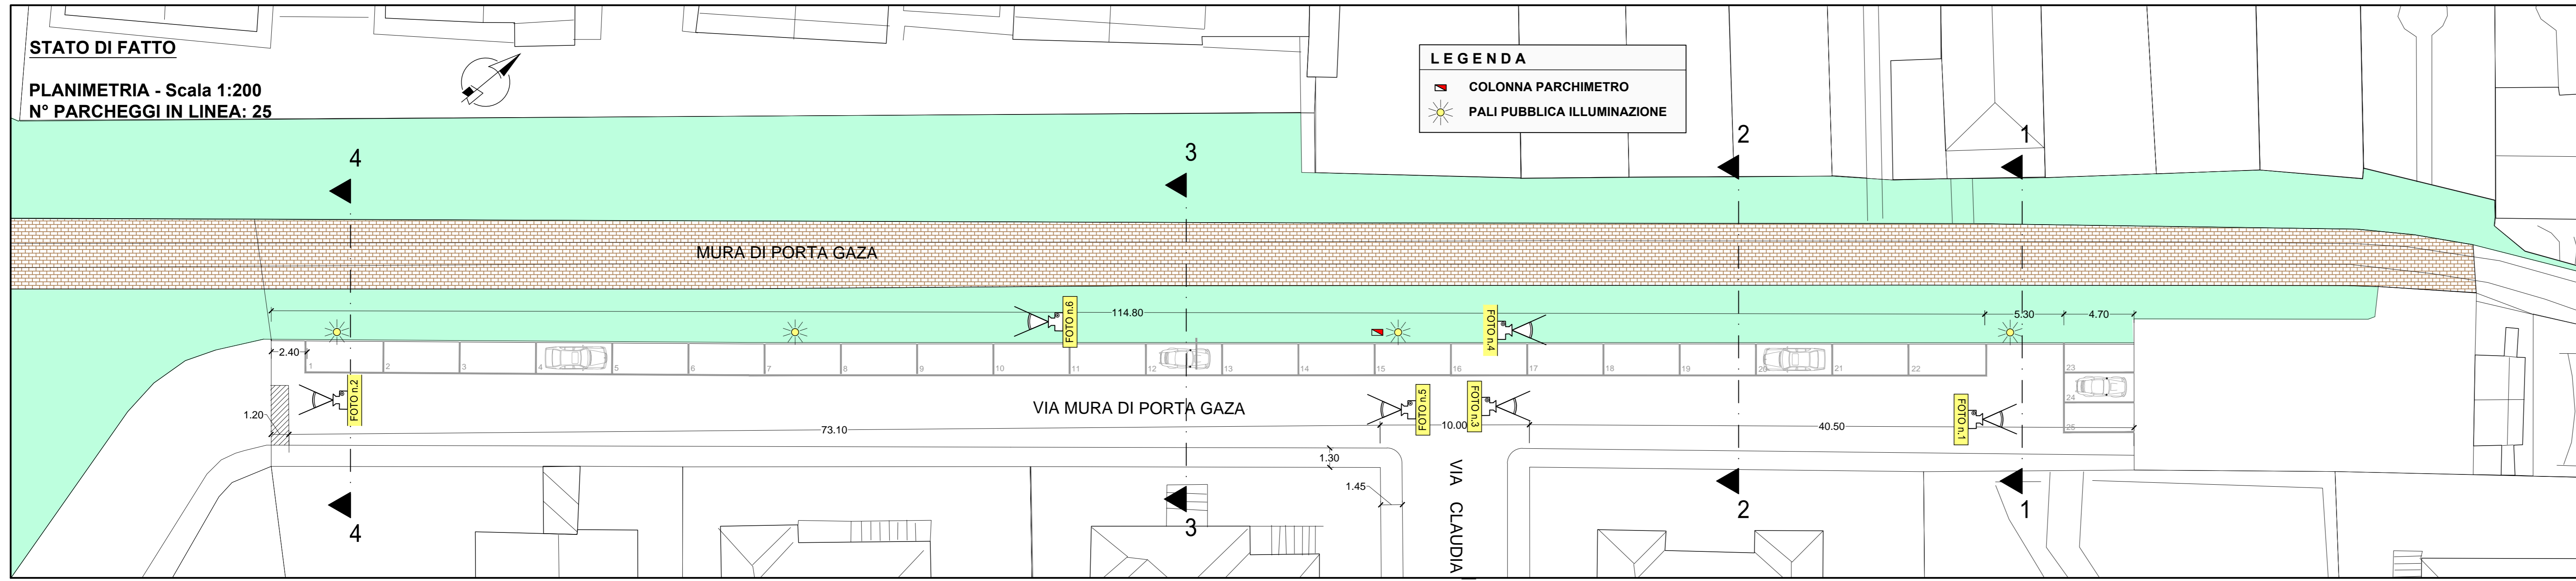 STATO DI FATTO
PLANIMETRIA - Scala 1:200
N° PARCHEGGI IN LINEA: 25
LEGENDA
COLONNA PARCHIMETRO
PALI PUBBLICA ILLUMINAZIONE
4
3
2
1
MURA DI PORTA GAZA
FOTO n.6
114.80
FOTO n.4
5.30
4.70
2.40
1
2
3
4
5
6
7
8
9
10
11
12
13
14
15
16
17
18
19
20
21
22
23
24
25
FOTO n.2
1.20
VIA MURA DI PORTA GAZA
FOTO n.5
FOTO n.3
FOTO n.1
73.10
10.00
40.50
1.30
1.45
VIA CLAUDIA
4
3
2
1